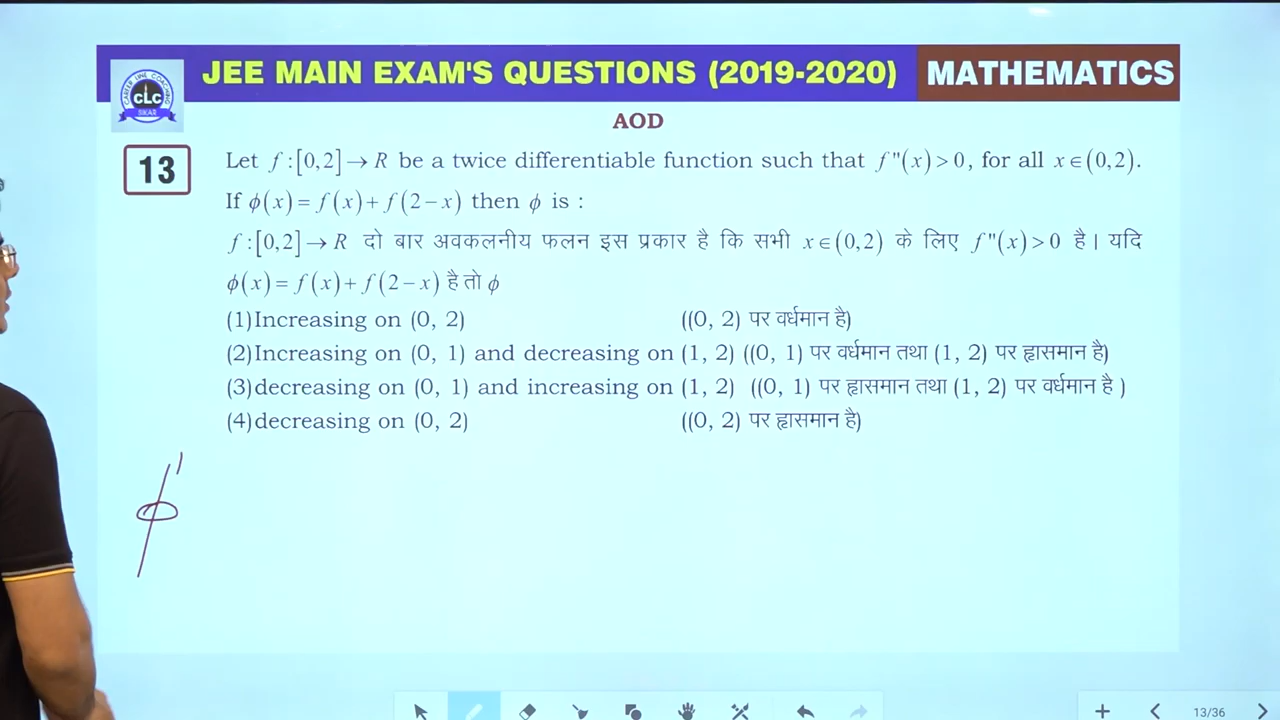 JEE MAIN EXAM'S QUESTIONS (2019-2020) MATHEMATICS
CAREER LINE COACHING
CLC
SIKAR
AOD
13
Let f:[0,2]→R be a twice differentiable function such that f"(x)>0, for all x∈(0,2).
If ϕ(x)=f(x)+f(2−x) then ϕ is :
f:[0,2]→R दो बार अवकलनीय फलन इस प्रकार है कि सभी x∈(0,2) के लिए f"(x)>0 है। यदि
ϕ(x)=f(x)+f(2−x) है तो ϕ
(1)Increasing on (0, 2) ((0, 2) पर वर्धमान है)
(2)Increasing on (0, 1) and decreasing on (1, 2) ((0, 1) पर वर्धमान तथा (1, 2) पर ह्रासमान है)
(3)decreasing on (0, 1) and increasing on (1, 2) ((0, 1) पर ह्रासमान तथा (1, 2) पर वर्धमान है )
(4)decreasing on (0, 2) ((0, 2) पर ह्रासमान है)
ϕ'
13/36